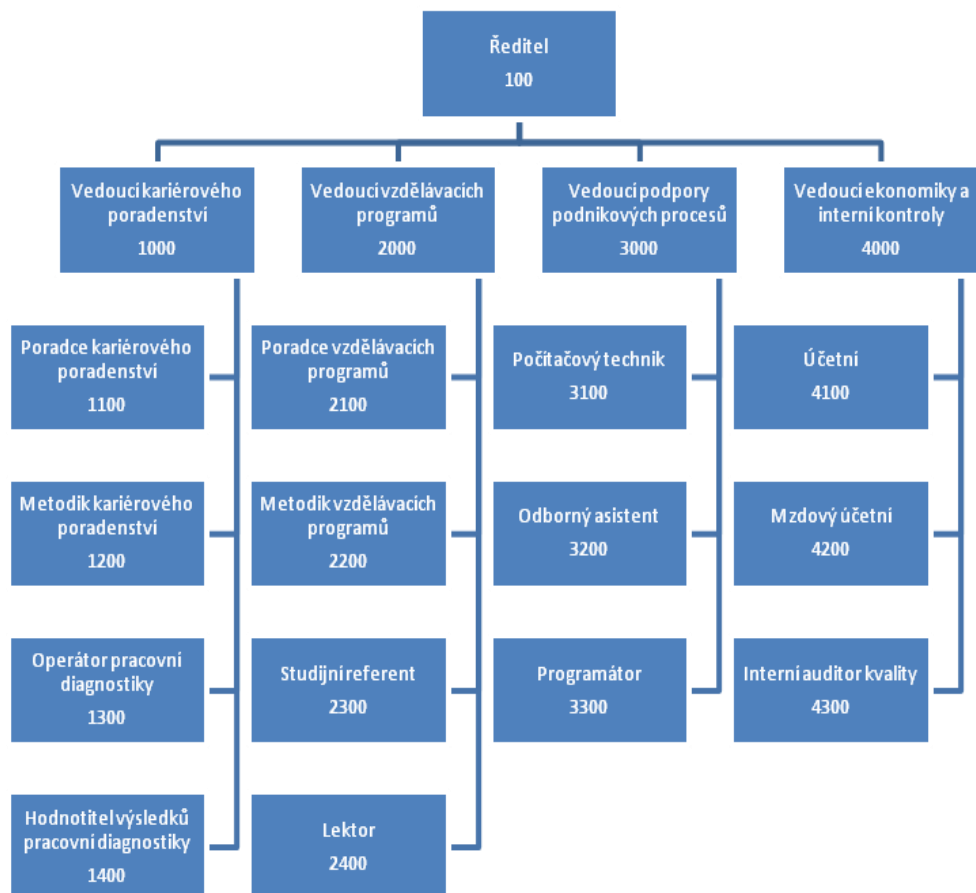 Ředitel
100
Vedoucí kariérového
poradenství
1000
Vedoucí vzdělávacích
programů
2000
Vedoucí podpory
podnikových procesů
3000
Vedoucí ekonomiky a
interní kontroly
4000
Poradce kariérového
poradenství
1100
Poradce vzdělávacích
programů
2100
Počítačový technik
3100
Účetní
4100
Metodik kariérového
poradenství
1200
Metodik vzdělávacích
programů
2200
Odborný asistent
3200
Mzdový účetní
4200
Operátor pracovní
diagnostiky
1300
Studijní referent
2300
Programátor
3300
Interní auditor kvality
4300
Hodnotitel výsledků
pracovní diagnostiky
1400
Lektor
2400